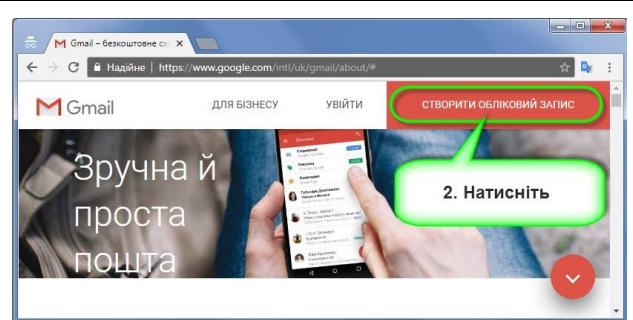 Gmail – безкоштовне сх
Надійне | https://www.google.com/intl/uk/gmail/about/#
Gmail
ДЛЯ БІЗНЕСУ
УВІЙТИ
СТВОРИТИ ОБЛІКОВИЙ ЗАПИС
Зручна й
проста
пошта
2. Натисніть